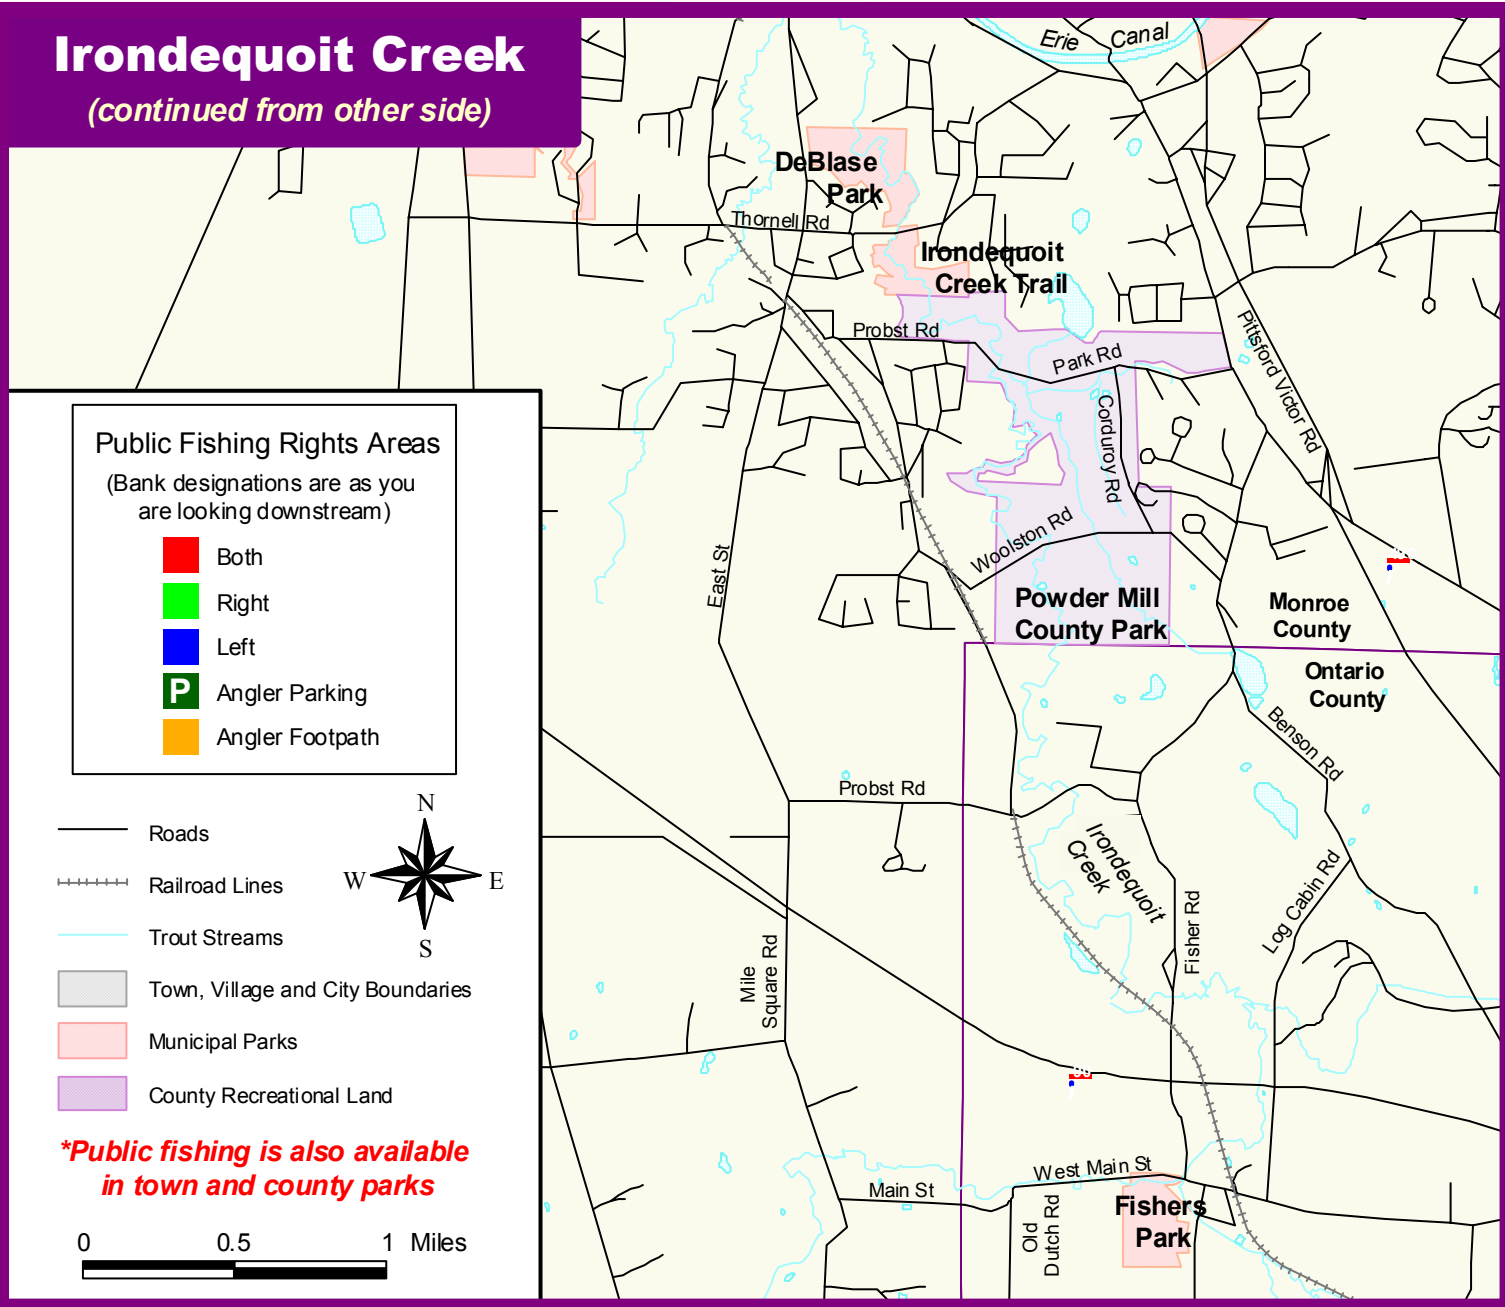 Irondequoit Creek
(continued from other side)
Erie Canal
DeBlase
Park
Thornell Rd
Irondequoit
Creek Trail
Probst Rd
Park Rd
Pittsford Victor Rd
Corduroy Rd
Woolston Rd
East St
Powder Mill
County Park
Monroe
County
Ontario
County
Benson Rd
Probst Rd
Irondequoit
Creek
Fisher Rd
Log Cabin Rd
Mile
Square Rd
West Main St
Main St
Old
Dutch Rd
Fishers
Park
Public Fishing Rights Areas
(Bank designations are as you
are looking downstream)
Both
Right
Left
P Angler Parking
Angler Footpath
Roads
Railroad Lines
Trout Streams
Town, Village and City Boundaries
Municipal Parks
County Recreational Land
N
W E
S
*Public fishing is also available
in town and county parks
0 0.5 1 Miles